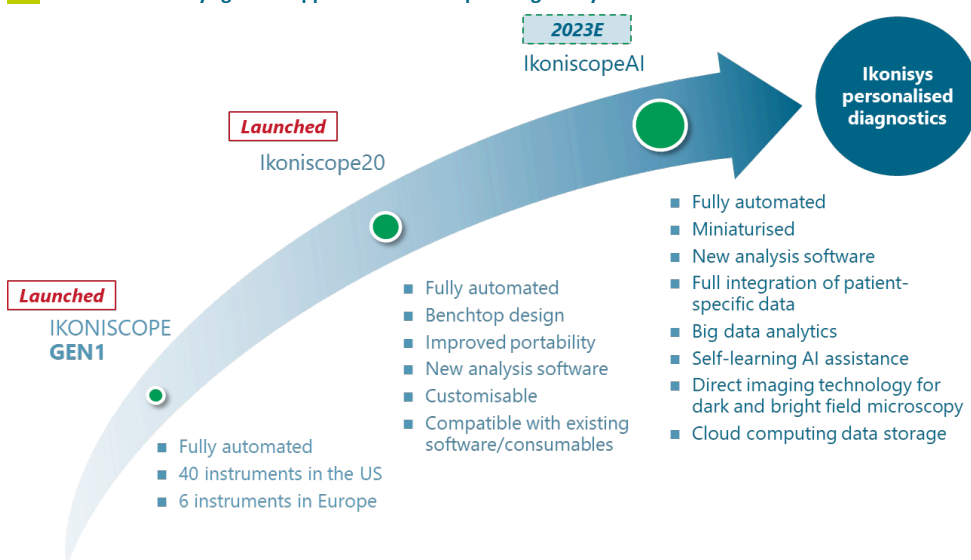 2023E
IkoniscopeAI
Ikonisys
personalised
diagnostics
Launched
Ikoniscope20
Launched
IKONISCOPE
GEN1
■ Fully automated
■ 40 instruments in the US
■ 6 instruments in Europe
■ Fully automated
■ Benchtop design
■ Improved portability
■ New analysis software
■ Customisable
■ Compatible with existing
software/consumables
■ Fully automated
■ Miniaturised
■ New analysis software
■ Full integration of patient-
specific data
■ Big data analytics
■ Self-learning AI assistance
■ Direct imaging technology for
dark and bright field microscopy
■ Cloud computing data storage